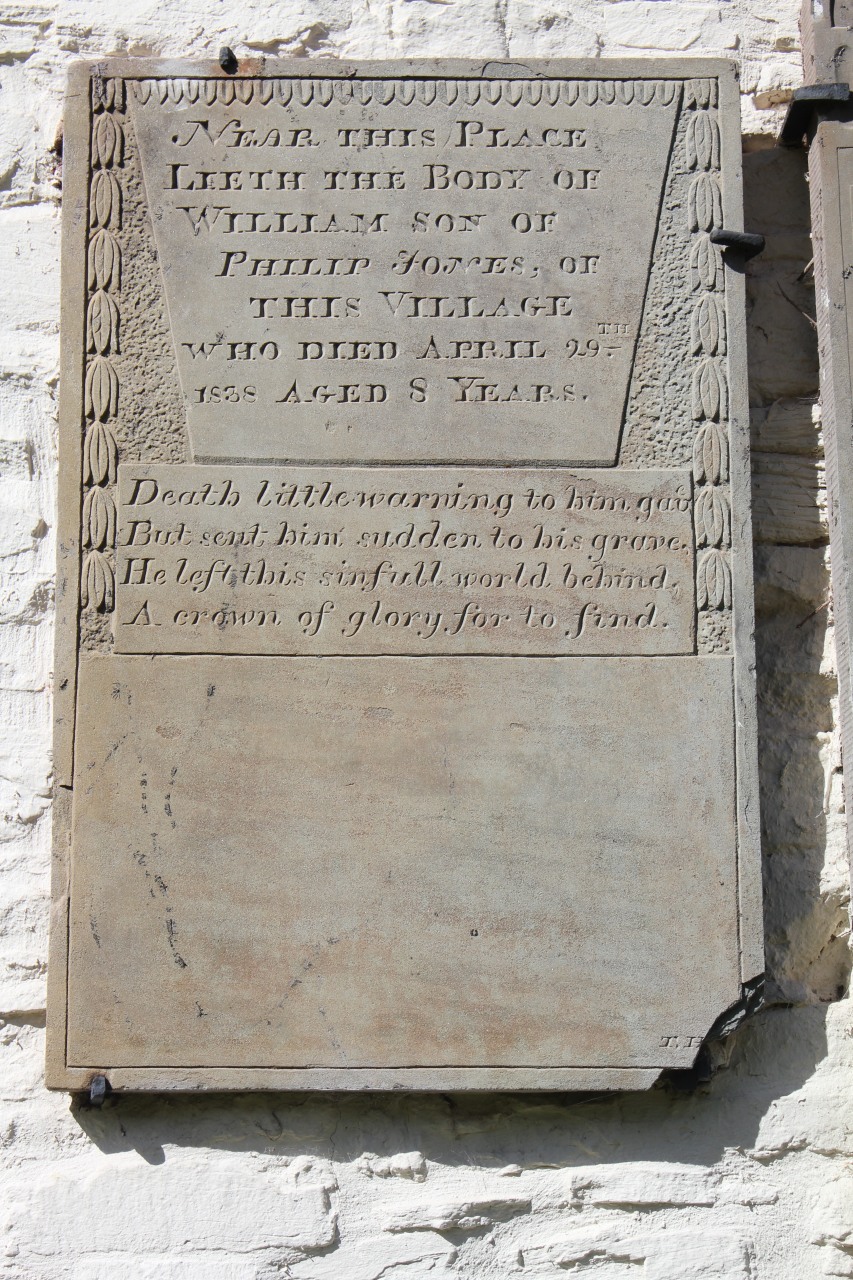 NEAR THIS PLACE
LIETH THE BODY OF
WILLIAM SON OF
PHILIP JONES, OF
THIS VILLAGE
WHO DIED APRIL 29TH
1838 AGED 8 YEARS.
Death little warning to him gave
But sent him sudden to his grave.
He left this sinfull world behind,
A crown of glory for to find.
T. H